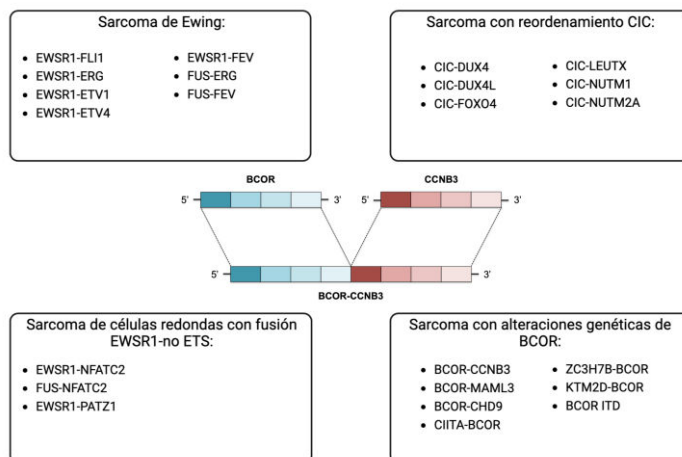 Sarcoma de Ewing:
• EWSR1-FLI1
• EWSR1-ERG
• EWSR1-ETV1
• EWSR1-ETV4
• EWSR1-FEV
• FUS-ERG
• FUS-FEV
Sarcoma con reordenamiento CIC:
• CIC-DUX4
• CIC-DUX4L
• CIC-FOXO4
• CIC-LEUTX
• CIC-NUTM1
• CIC-NUTM2A
BCOR
5' 3'
CCNB3
5' 3'
5' 3'
BCOR-CCNB3
Sarcoma de células redondas con fusión
EWSR1-no ETS:
• EWSR1-NFATC2
• FUS-NFATC2
• EWSR1-PATZ1
Sarcoma con alteraciones genéticas de
BCOR:
• BCOR-CCNB3
• BCOR-MAML3
• BCOR-CHD9
• CIITA-BCOR
• ZC3H7B-BCOR
• KTM2D-BCOR
• BCOR ITD